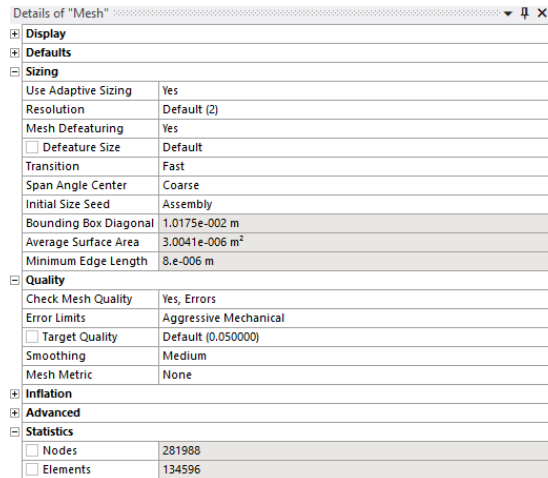 Details of "Mesh"
Display
Defaults
Sizing
Use Adaptive Sizing Yes
Resolution Default (2)
Mesh Defeaturing Yes
Defeature Size Default
Transition Fast
Span Angle Center Coarse
Initial Size Seed Assembly
Bounding Box Diagonal 1.0175e-002 m
Average Surface Area 3.0041e-006 m²
Minimum Edge Length 8.e-006 m
Quality
Check Mesh Quality Yes, Errors
Error Limits Aggressive Mechanical
Target Quality Default (0.050000)
Smoothing Medium
Mesh Metric None
Inflation
Advanced
Statistics
Nodes 281988
Elements 134596